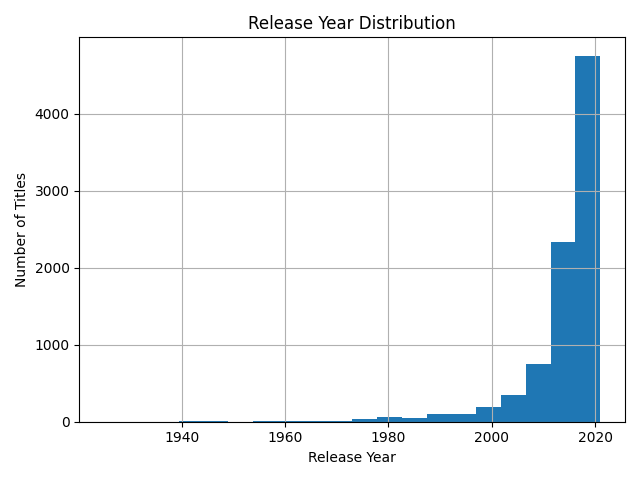 Release Year Distribution
Number of Titles
4000
3000
2000
1000
0
1940 1960 1980 2000 2020
Release Year